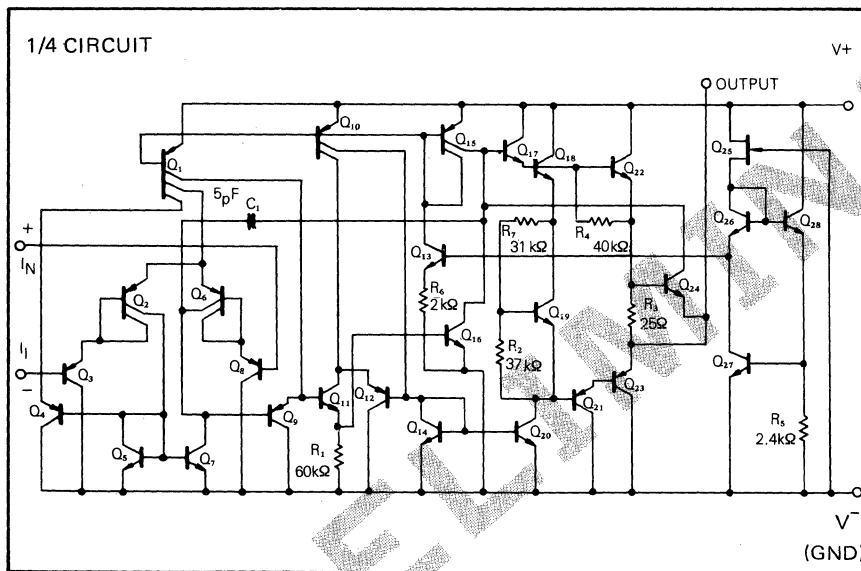 1/4 CIRCUIT
V+
OUTPUT
Q10
Q15
Q17
Q18
Q22
Q25
Q1
5pF
C1
R7
31 kΩ
R4
40kΩ
Q26
Q28
+
IN
Q13
Q24
Q2
Q6
R6
2kΩ
R3
25Ω
Q16
Q19
II
−
Q3
Q8
R2
37kΩ
Q27
Q4
Q9
Q11
Q12
Q21
Q23
Q5
Q7
R1
60kΩ
Q14
Q20
R5
2.4kΩ
V−
(GND)